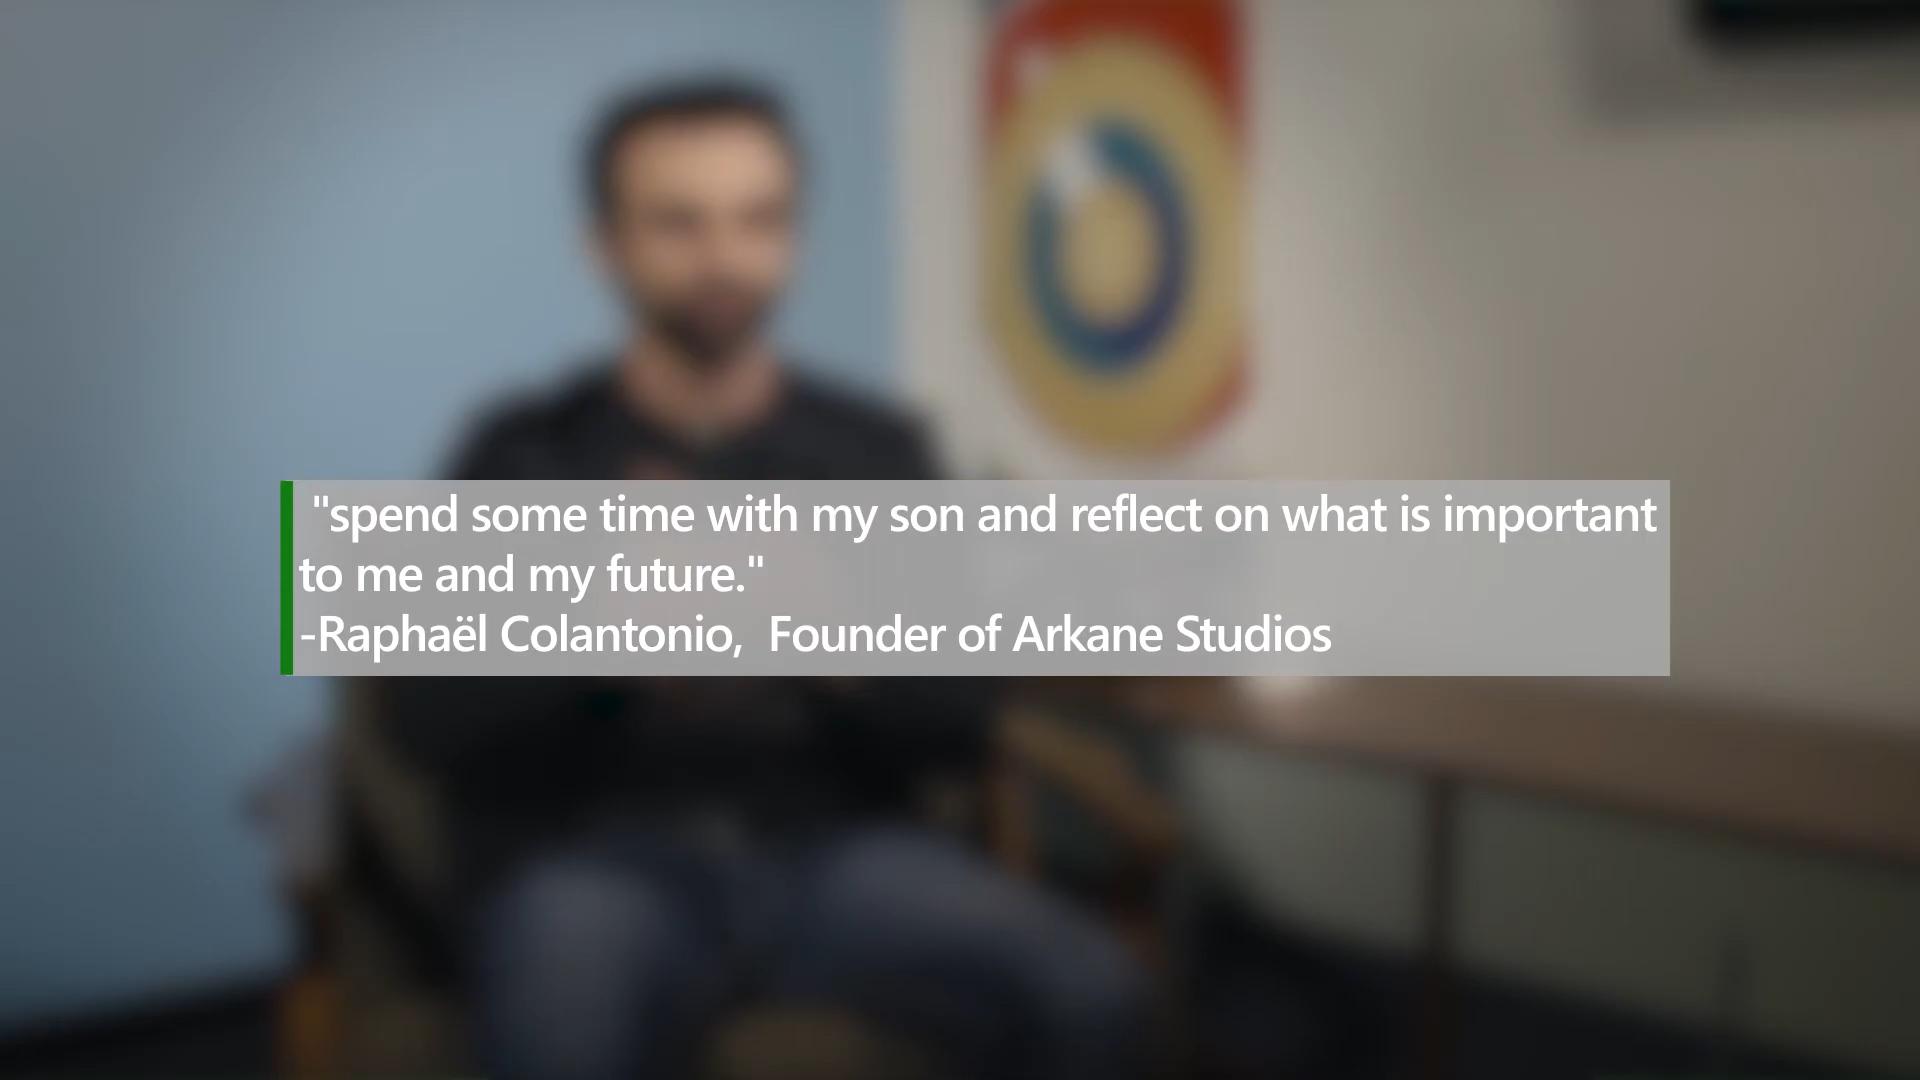 "spend some time with my son and reflect on what is important
to me and my future."
-Raphaël Colantonio,  Founder of Arkane Studios